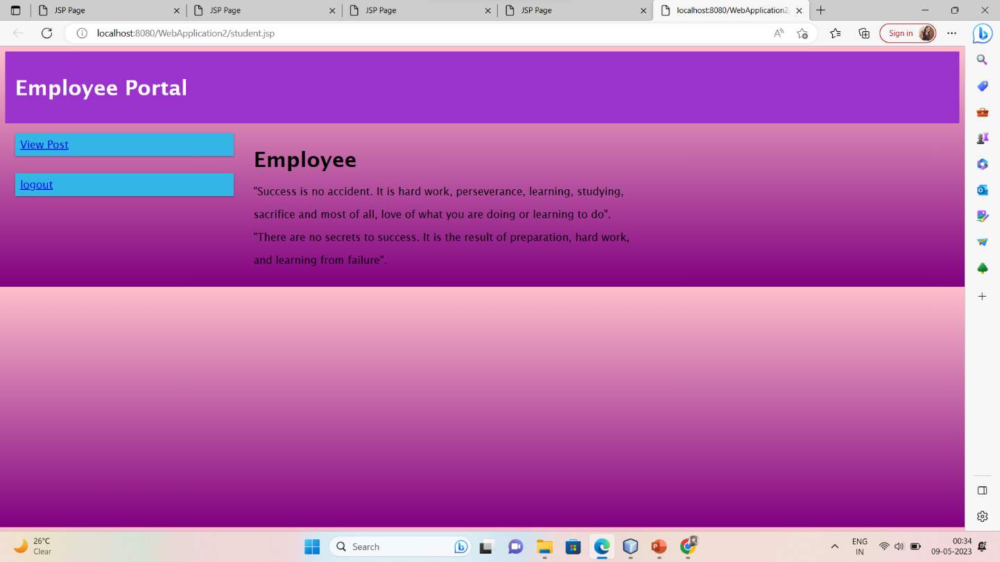 JSP Page
JSP Page
JSP Page
JSP Page
localhost:8080/WebApplication2/
localhost:8080/WebApplication2/student.jsp
Sign in
Employee Portal
View Post
logout
Employee
"Success is no accident. It is hard work, perseverance, learning, studying,
sacrifice and most of all, love of what you are doing or learning to do".
"There are no secrets to success. It is the result of preparation, hard work,
and learning from failure".
26°C
Clear
Search
ENG
IN
00:34
09-05-2023